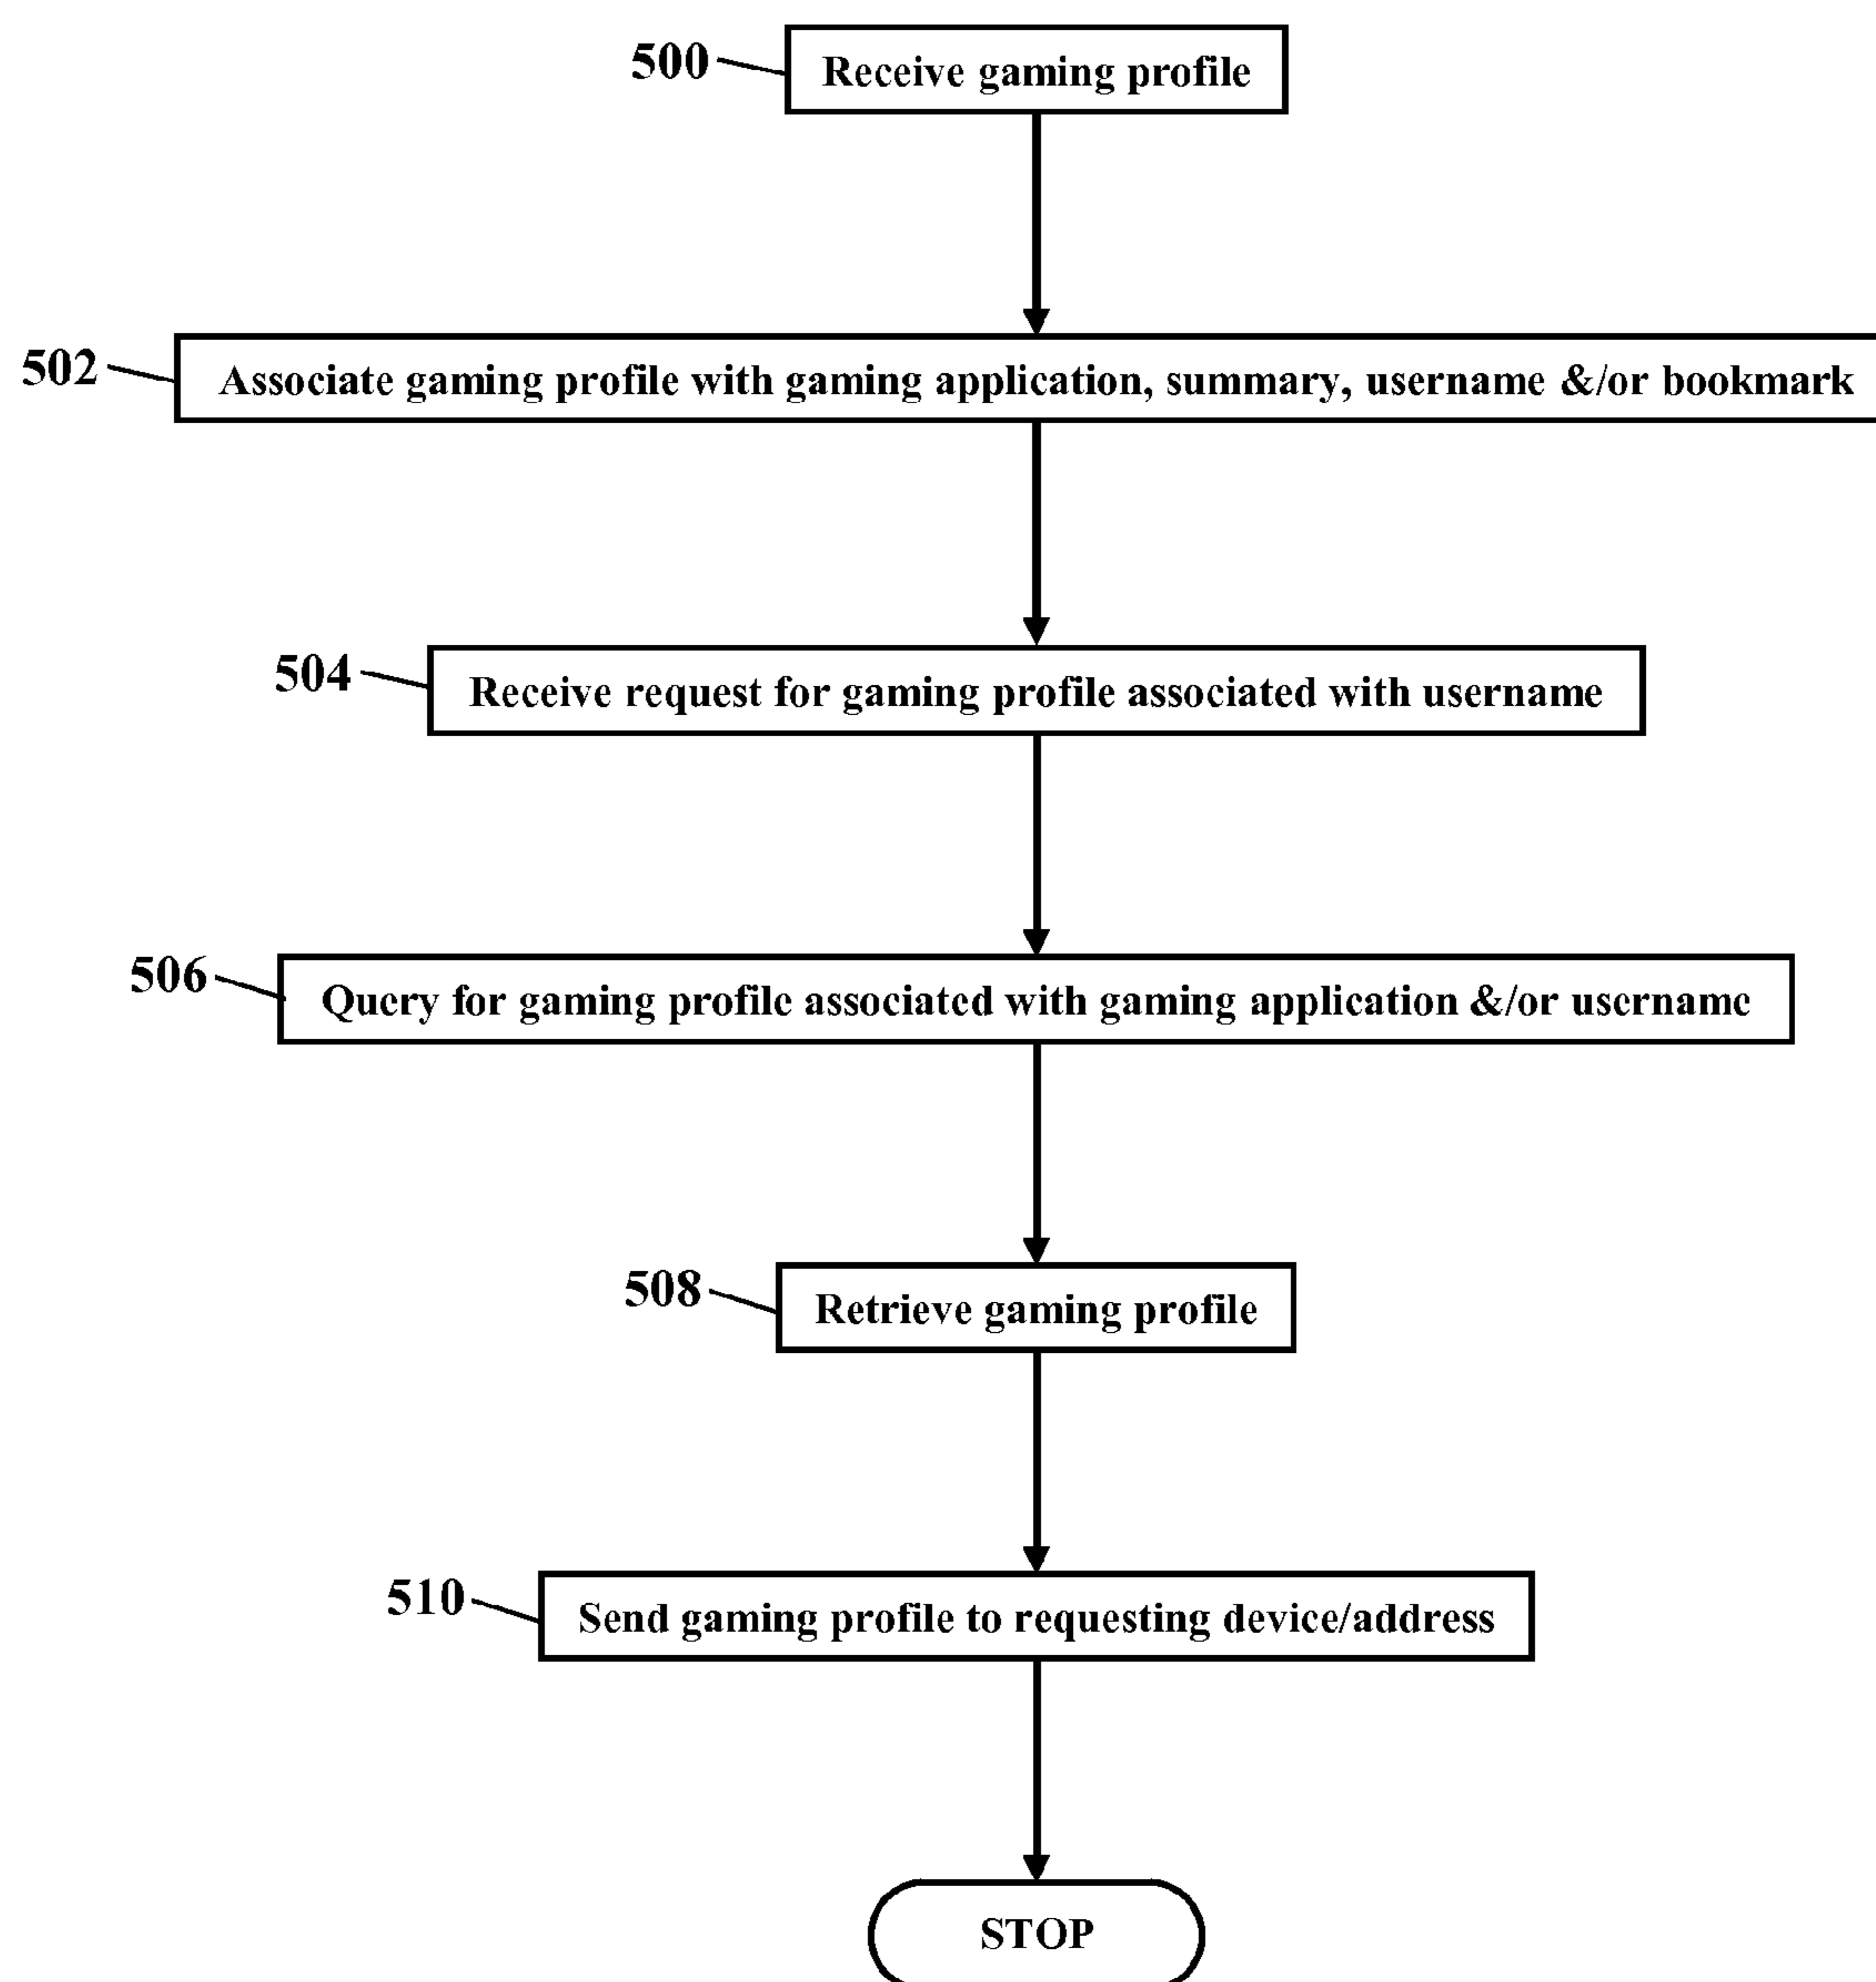 500 Receive gaming profile
502 Associate gaming profile with gaming application, summary, username &/or bookmark
504 Receive request for gaming profile associated with username
506 Query for gaming profile associated with gaming application &/or username
508 Retrieve gaming profile
510 Send gaming profile to requesting device/address
STOP